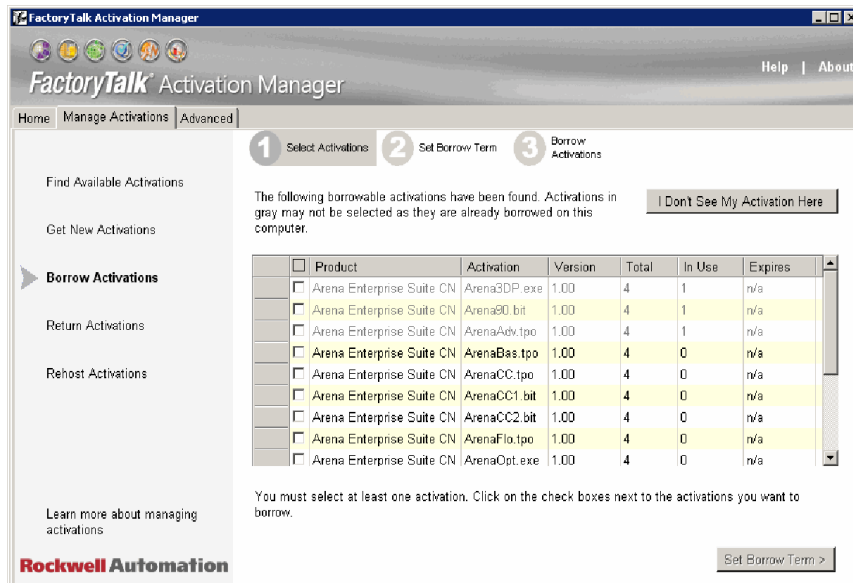 FactoryTalk Activation Manager
FactoryTalk Activation Manager
Help | About
Home Manage Activations Advanced
1 Select Activations 2 Set Borrow Term 3 Borrow Activations
Find Available Activations
Get New Activations
Borrow Activations
Return Activations
Rehost Activations
Learn more about managing
activations
Rockwell Automation
The following borrowable activations have been found. Activations in
gray may not be selected as they are already borrowed on this
computer.
I Don't See My Activation Here
Product Activation Version Total In Use Expires
Arena Enterprise Suite CN Arena3DP.exe 1.00 4 1 n/a
Arena Enterprise Suite CN Arena90.bit 1.00 4 1 n/a
Arena Enterprise Suite CN ArenaAdv.tpo 1.00 4 1 n/a
Arena Enterprise Suite CN ArenaBas.tpo 1.00 4 0 n/a
Arena Enterprise Suite CN ArenaCC.tpo 1.00 4 0 n/a
Arena Enterprise Suite CN ArenaCC1.bit 1.00 4 0 n/a
Arena Enterprise Suite CN ArenaCC2.bit 1.00 4 0 n/a
Arena Enterprise Suite CN ArenaFlo.tpo 1.00 4 0 n/a
Arena Enterprise Suite CN ArenaOpt.exe 1.00 4 0 n/a
You must select at least one activation. Click on the check boxes next to the activations you want to
borrow.
Set Borrow Term >